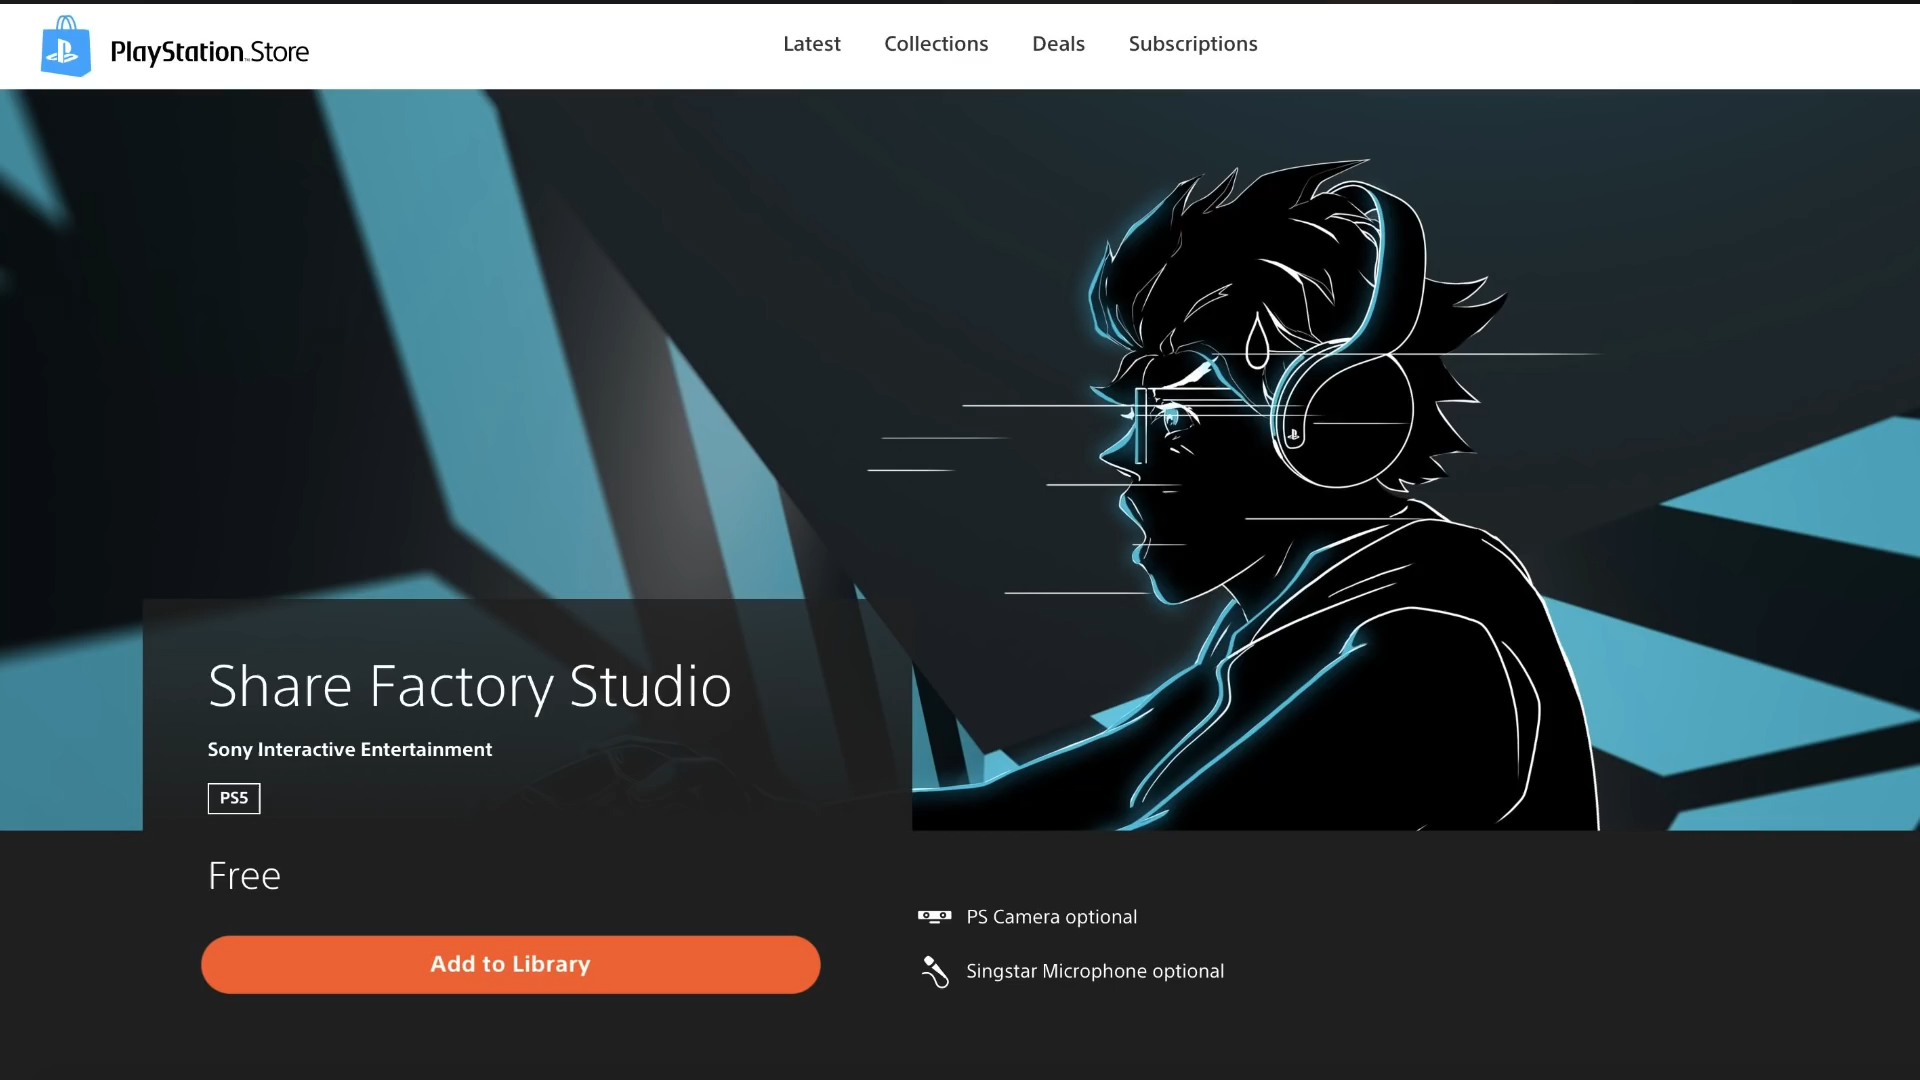 PlayStation Store
Latest
Collections
Deals
Subscriptions
Share Factory Studio
Sony Interactive Entertainment
PS5
Free
Add to Library
PS Camera optional
Singstar Microphone optional